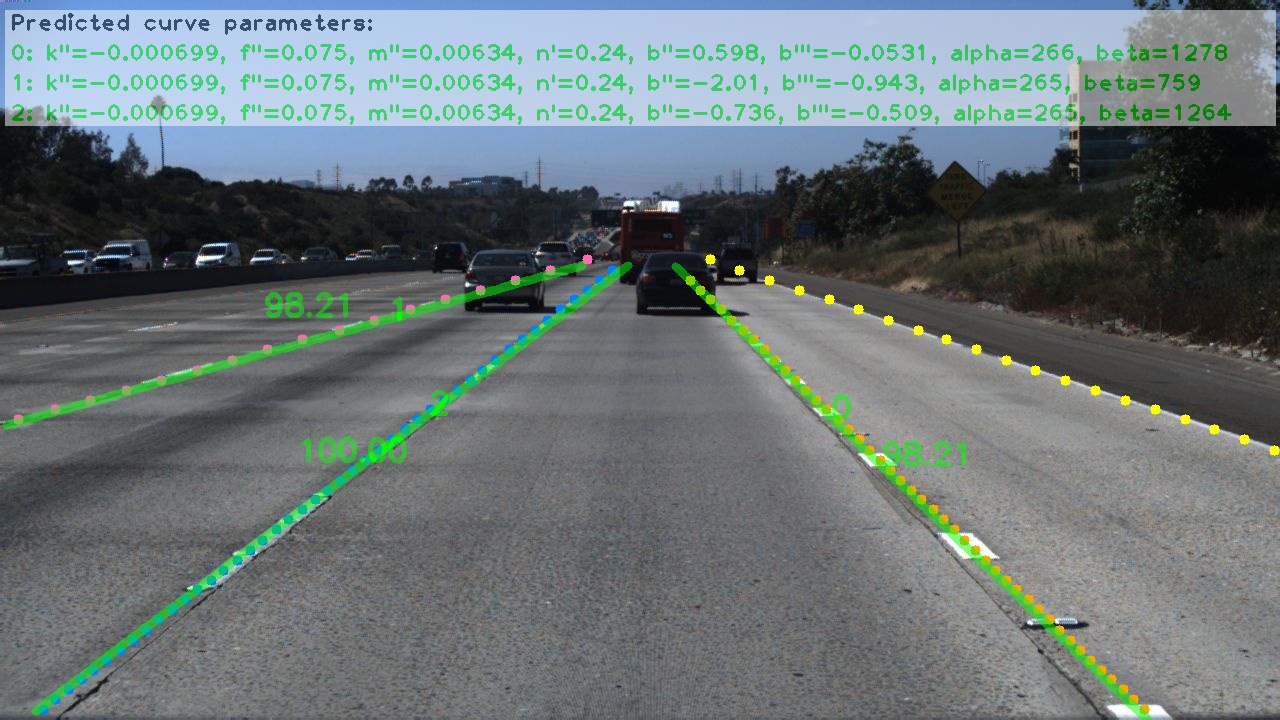 Predicted curve parameters:
0: k''=-0.000699, f''=0.075, m''=0.00634, n'=0.24, b''=0.598, b'''=-0.0531, alpha=266, beta=1278
1: k''=-0.000699, f''=0.075, m''=0.00634, n'=0.24, b''=-2.01, b'''=-0.943, alpha=265, beta=759
2: k''=-0.000699, f''=0.075, m''=0.00634, n'=0.24, b''=-0.736, b'''=-0.509, alpha=265, beta=1264
TRAFFIC
MERGE
LEFT
98.21 1
2 0
100.00 98.21